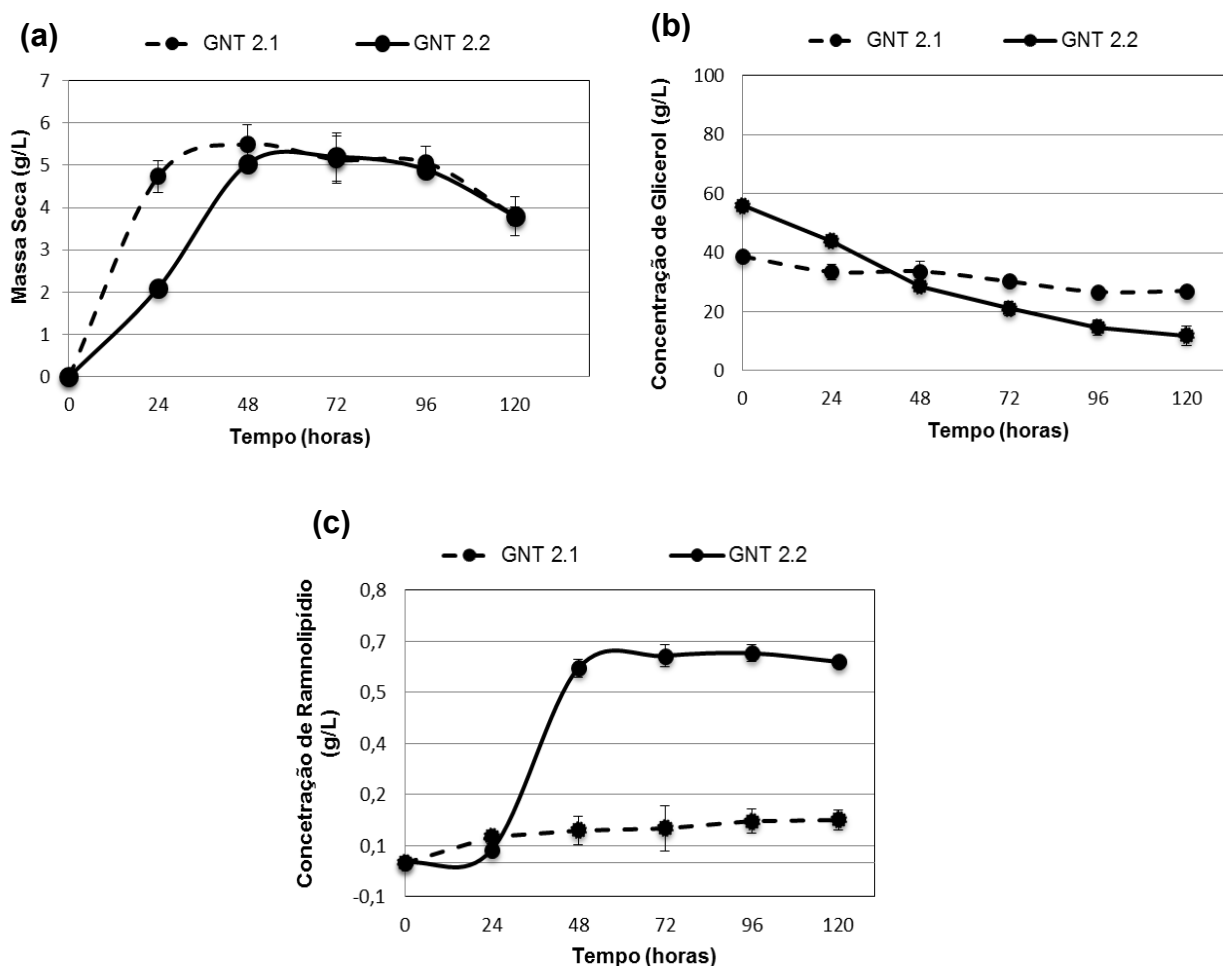 (a)
GNT 2.1 GNT 2.2
Massa Seca (g/L)
7
6
5
4
3
2
1
0
0 24 48 72 96 120
Tempo (horas)
(b)
GNT 2.1 GNT 2.2
Concentração de Glicerol (g/L)
100
80
60
40
20
0
0 24 48 72 96 120
Tempo (horas)
(c)
GNT 2.1 GNT 2.2
Concetração de Ramnolipídio
(g/L)
0,8
0,7
0,5
0,4
0,2
0,1
-0,1
0 24 48 72 96 120
Tempo (horas)